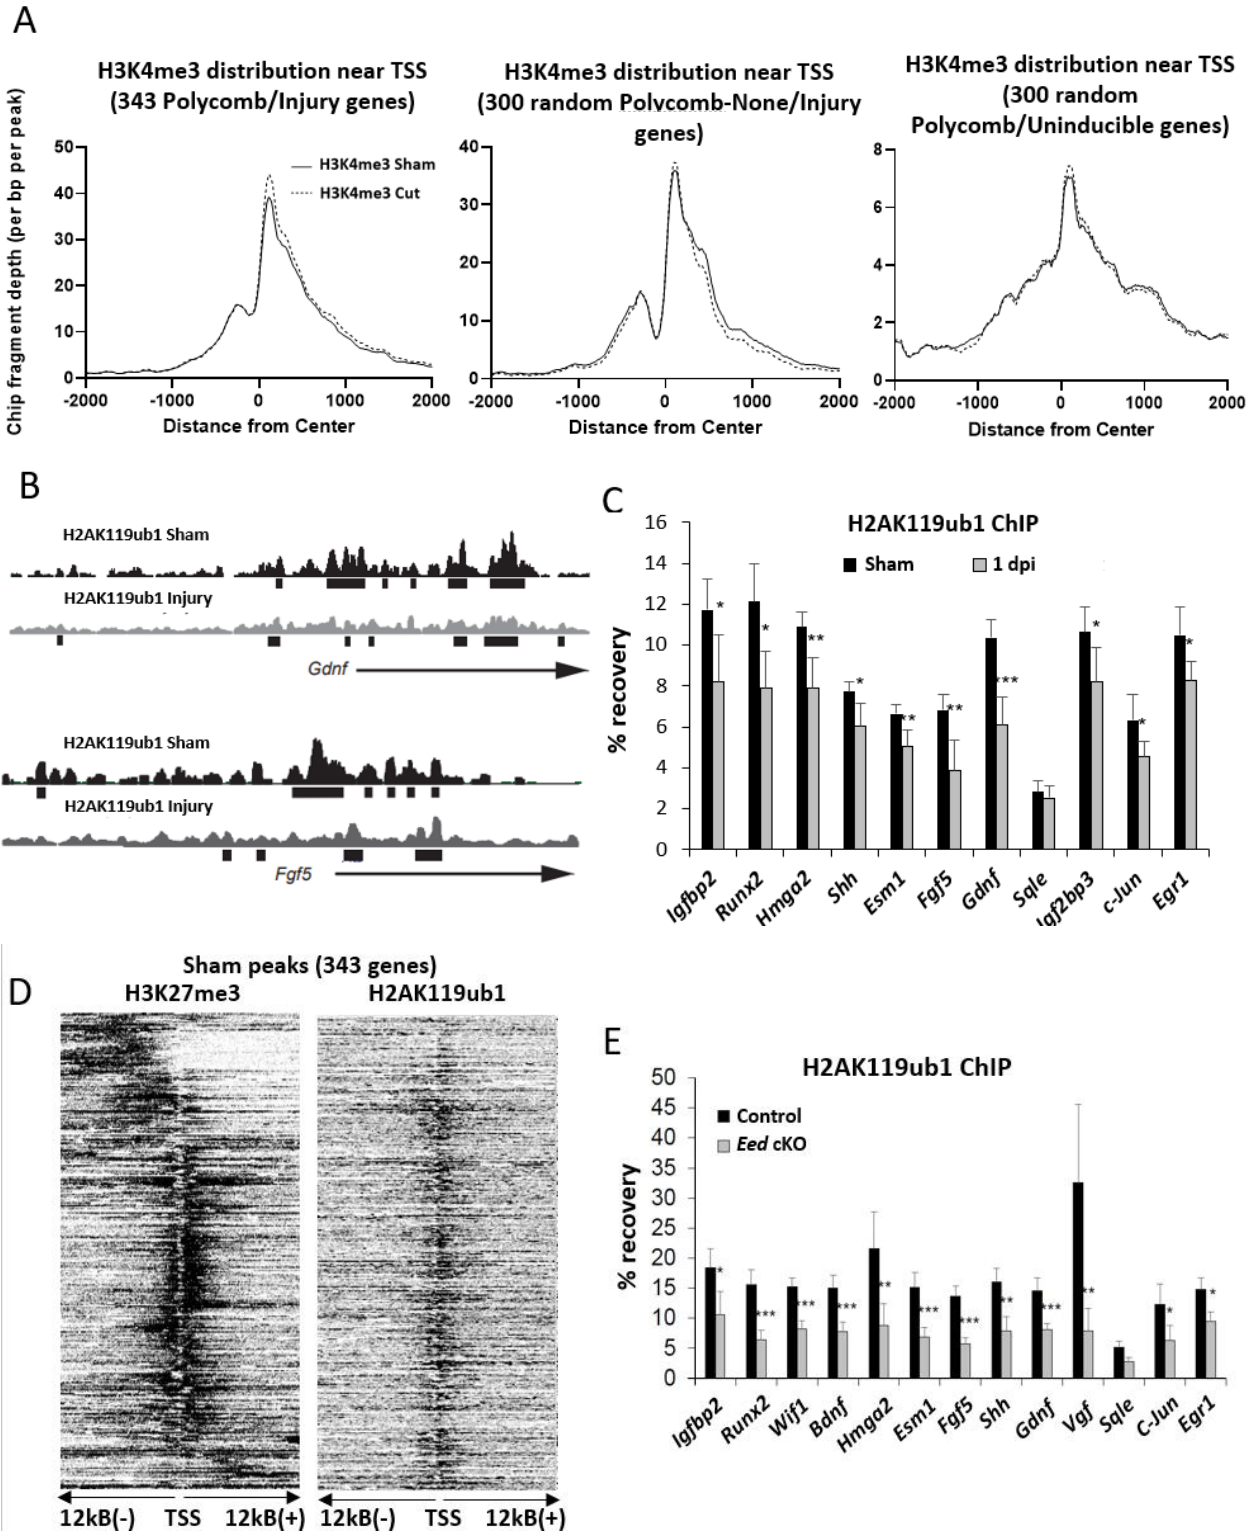 A
H3K4me3 distribution near TSS
(343 Polycomb/Injury genes)
H3K4me3 distribution near TSS
(300 random Polycomb-None/Injury
genes)
H3K4me3 distribution near TSS
(300 random
Polycomb/Uninducible genes)
Chip fragment depth (per bp per peak)
50
40
30
20
10
0
H3K4me3 Sham
H3K4me3 Cut
-2000
-1000
0
1000
2000
Distance from Center
40
30
20
10
0
-2000
-1000
0
1000
2000
Distance from Center
8
6
4
2
0
-2000
-1000
0
1000
2000
Distance from Center
B
H2AK119ub1 Sham
H2AK119ub1 Injury
Gdnf
H2AK119ub1 Sham
H2AK119ub1 Injury
Fgf5
C
H2AK119ub1 ChIP
Sham
1 dpi
% recovery
16
14
12
10
8
6
4
2
0
*
*
**
*
**
**
***
*
*
*
Igfbp2
Runx2
Hmga2
Shh
Esm1
Fgf5
Gdnf
Sqle
Igf2bp3
c-Jun
Egr1
D
Sham peaks (343 genes)
H3K27me3
H2AK119ub1
12kB(-)
TSS
12kB(+)
12kB(-)
TSS
12kB(+)
E
H2AK119ub1 ChIP
Control
Eed cKO
% recovery
50
45
40
35
30
25
20
15
10
5
0
*
***
***
***
**
***
***
**
***
**
*
*
Igfbp2
Runx2
Wif1
Bdnf
Hmga2
Esm1
Fgf5
Shh
Gdnf
Vgf
Sqle
C-Jun
Egr1